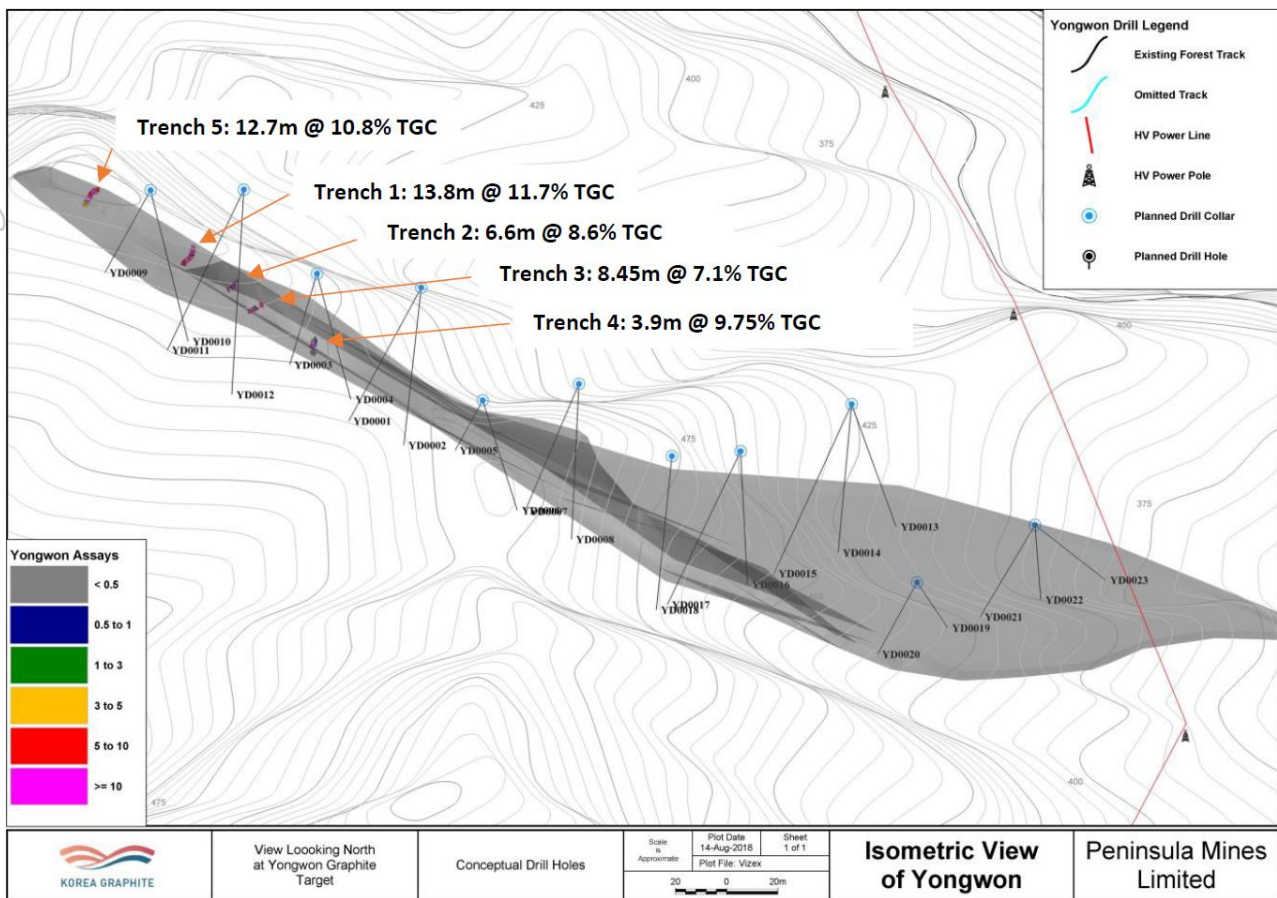 Yongwon Drill Legend
Existing Forest Track
Omitted Track
HV Power Line
HV Power Pole
Planned Drill Collar
Planned Drill Hole
400
425
375
Trench 5: 12.7m @ 10.8% TGC
Trench 1: 13.8m @ 11.7% TGC
Trench 2: 6.6m @ 8.6% TGC
Trench 3: 8.45m @ 7.1% TGC
Trench 4: 3.9m @ 9.75% TGC
400
YD0009
YD0010
YD0011
YD0003
YD0012
YD0004
YD0001
YD0002
YD0005
475
425
375
YD0007
YD0008
YD0013
YD0014
YD0015
YD0016
YD0017
YD0018
450
YD0023
YD0022
YD0021
YD0019
YD0020
400
475
Yongwon Assays
< 0.5
0.5 to 1
1 to 3
3 to 5
5 to 10
>= 10
KOREA GRAPHITE
View Loooking North
at Yongwon Graphite
Target
Conceptual Drill Holes
Scale
is
Approximate
Plot Date
14-Aug-2018
Sheet
1 of 1
Plot File: Vizex
20 0 20m
Isometric View
of Yongwon
Peninsula Mines
Limited